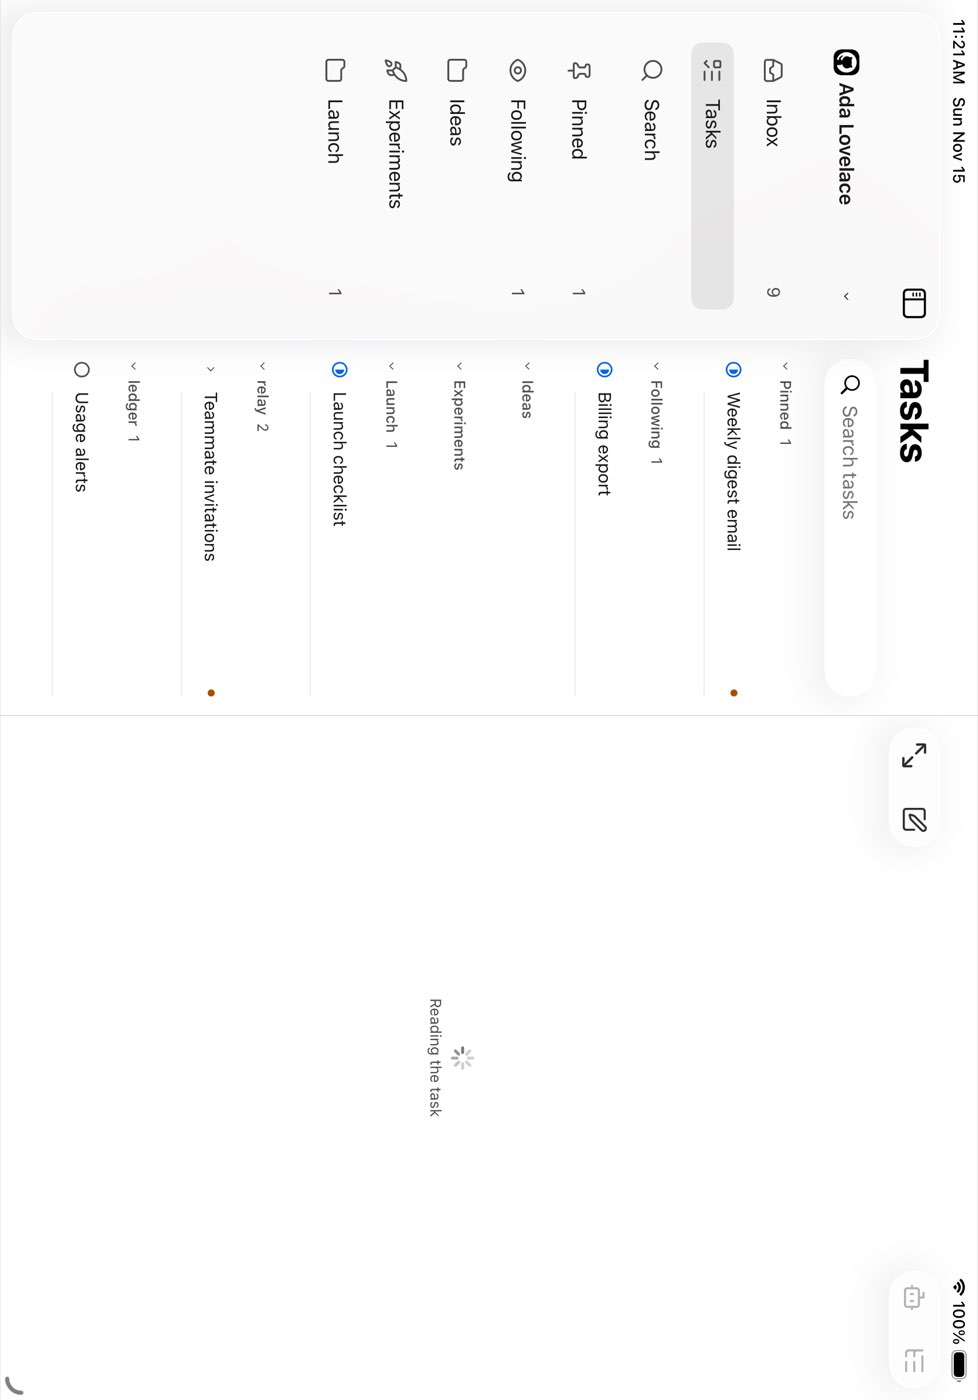 11:21 AM Sun Nov 15
100%
Ada Lovelace
Inbox 9
Tasks
Search
Pinned 1
Following 1
Ideas
Experiments
Launch 1
Tasks
Search tasks
Pinned 1
Weekly digest email
Following 1
Billing export
Ideas
Experiments
Launch 1
Launch checklist
relay 2
Teammate invitations
ledger 1
Usage alerts
Reading the task